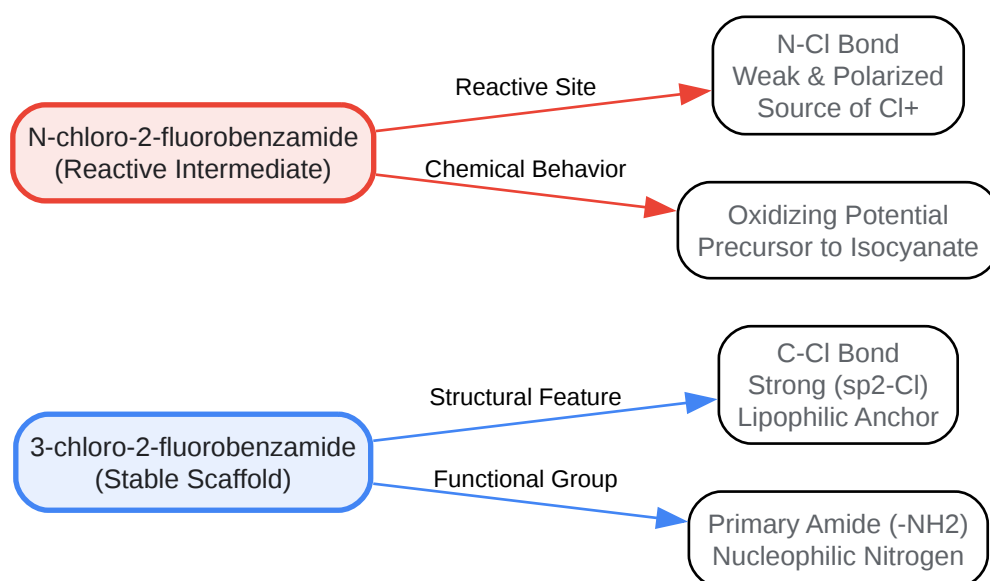 N-chloro-2-fluorobenzamide
(Reactive Intermediate)
Reactive Site
N-Cl Bond
Weak & Polarized
Source of Cl+
Chemical Behavior
Oxidizing Potential
Precursor to Isocyanate
3-chloro-2-fluorobenzamide
(Stable Scaffold)
Structural Feature
C-Cl Bond
Strong (sp2-Cl)
Lipophilic Anchor
Functional Group
Primary Amide (-NH2)
Nucleophilic Nitrogen